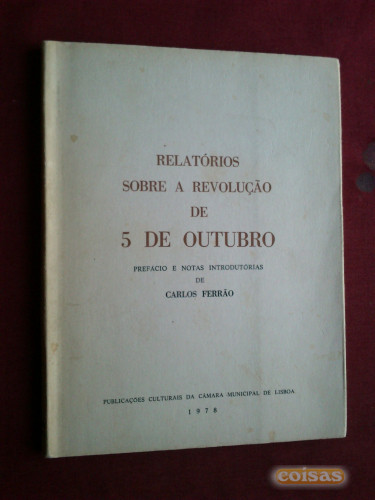 RELATÓRIOS
SOBRE A REVOLUÇÃO
DE
5 DE OUTUBRO
PREFÁCIO E NOTAS INTRODUTÓRIAS
DE
CARLOS FERRÃO
PUBLICAÇÕES CULTURAIS DA CÂMARA MUNICIPAL DE LISBOA
1978
coisas